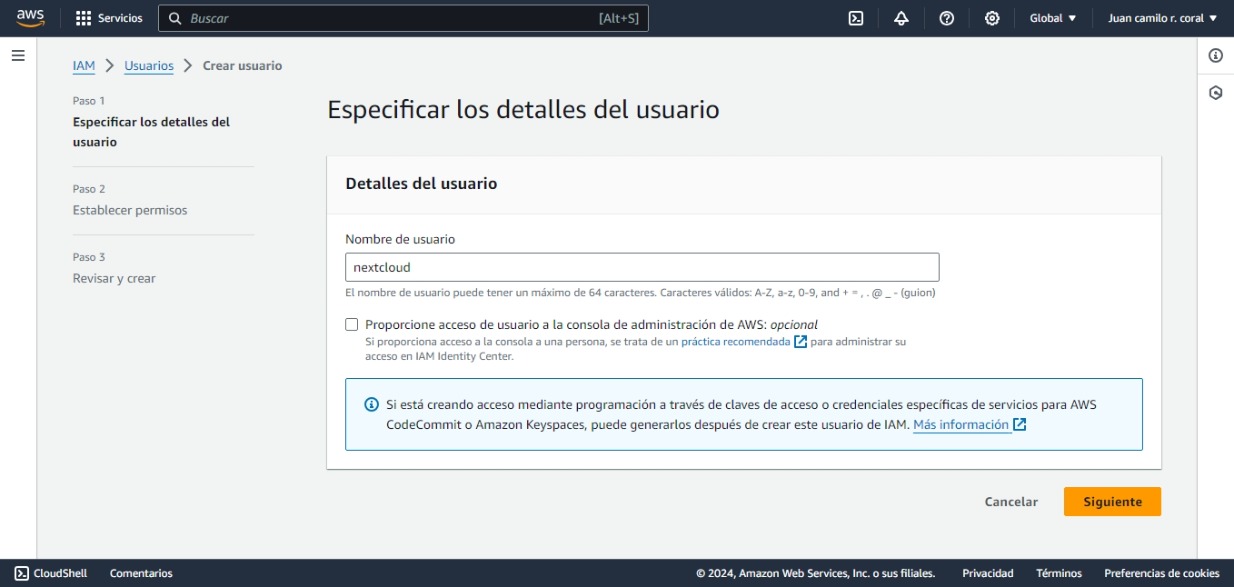 aws
Servicios
Buscar
[Alt+S]
Global
Juan camilo r. coral
IAM
Usuarios
Crear usuario
Paso 1
Especificar los detalles del
usuario
Paso 2
Establecer permisos
Paso 3
Revisar y crear
Especificar los detalles del usuario
Detalles del usuario
Nombre de usuario
nextcloud
El nombre de usuario puede tener un máximo de 64 caracteres. Caracteres válidos: A-Z, a-z, 0-9, and + = , . @ _ - (guion)
Proporcione acceso de usuario a la consola de administración de AWS: opcional
Si proporciona acceso a la consola a una persona, se trata de un práctica recomendada para administrar su
acceso en IAM Identity Center.
Si está creando acceso mediante programación a través de claves de acceso o credenciales específicas de servicios para AWS
CodeCommit o Amazon Keyspaces, puede generarlos después de crear este usuario de IAM. Más información
Cancelar
Siguiente
CloudShell
Comentarios
© 2024, Amazon Web Services, Inc. o sus filiales.
Privacidad
Términos
Preferencias de cookies